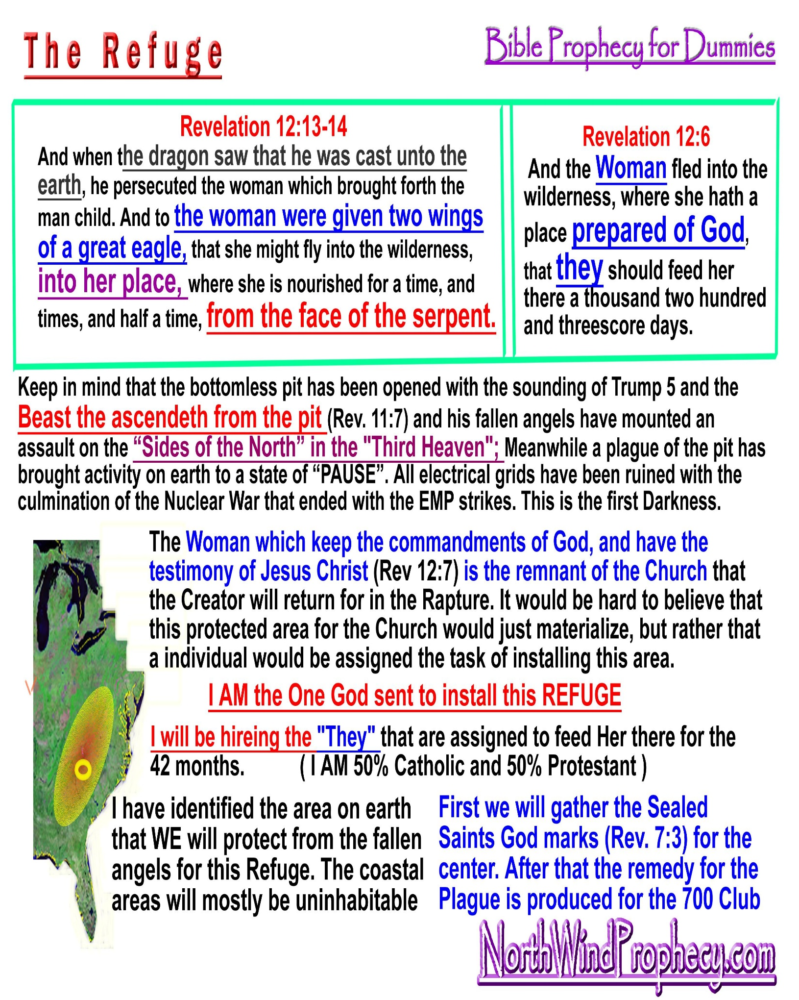 The Refuge
Bible Prophecy for Dummies
Revelation 12:13-14
And when the dragon saw that he was cast unto the
earth, he persecuted the woman which brought forth the
man child. And to the woman were given two wings
of a great eagle, that she might fly into the wilderness,
into her place, where she is nourished for a time, and
times, and half a time, from the face of the serpent.
Revelation 12:6
And the Woman fled into the
wilderness, where she hath a
place prepared of God,
that they should feed her
there a thousand two hundred
and threescore days.
Keep in mind that the bottomless pit has been opened with the sounding of Trump 5 and the
Beast the ascendeth from the pit (Rev. 11:7) and his fallen angels have mounted an
assault on the “Sides of the North” in the "Third Heaven"; Meanwhile a plague of the pit has
brought activity on earth to a state of “PAUSE”. All electrical grids have been ruined with the
culmination of the Nuclear War that ended with the EMP strikes. This is the first Darkness.
The Woman which keep the commandments of God, and have the
testimony of Jesus Christ (Rev 12:7) is the remnant of the Church that
the Creator will return for in the Rapture. It would be hard to believe that
this protected area for the Church would just materialize, but rather that
a individual would be assigned the task of installing this area.
I AM the One God sent to install this REFUGE
I will be hireing the "They" that are assigned to feed Her there for the
42 months. ( I AM 50% Catholic and 50% Protestant )
I have identified the area on earth
that WE will protect from the fallen
angels for this Refuge. The coastal
areas will mostly be uninhabitable
First we will gather the Sealed
Saints God marks (Rev. 7:3) for the
center. After that the remedy for the
Plague is produced for the 700 Club
NorthWindProphecy.com